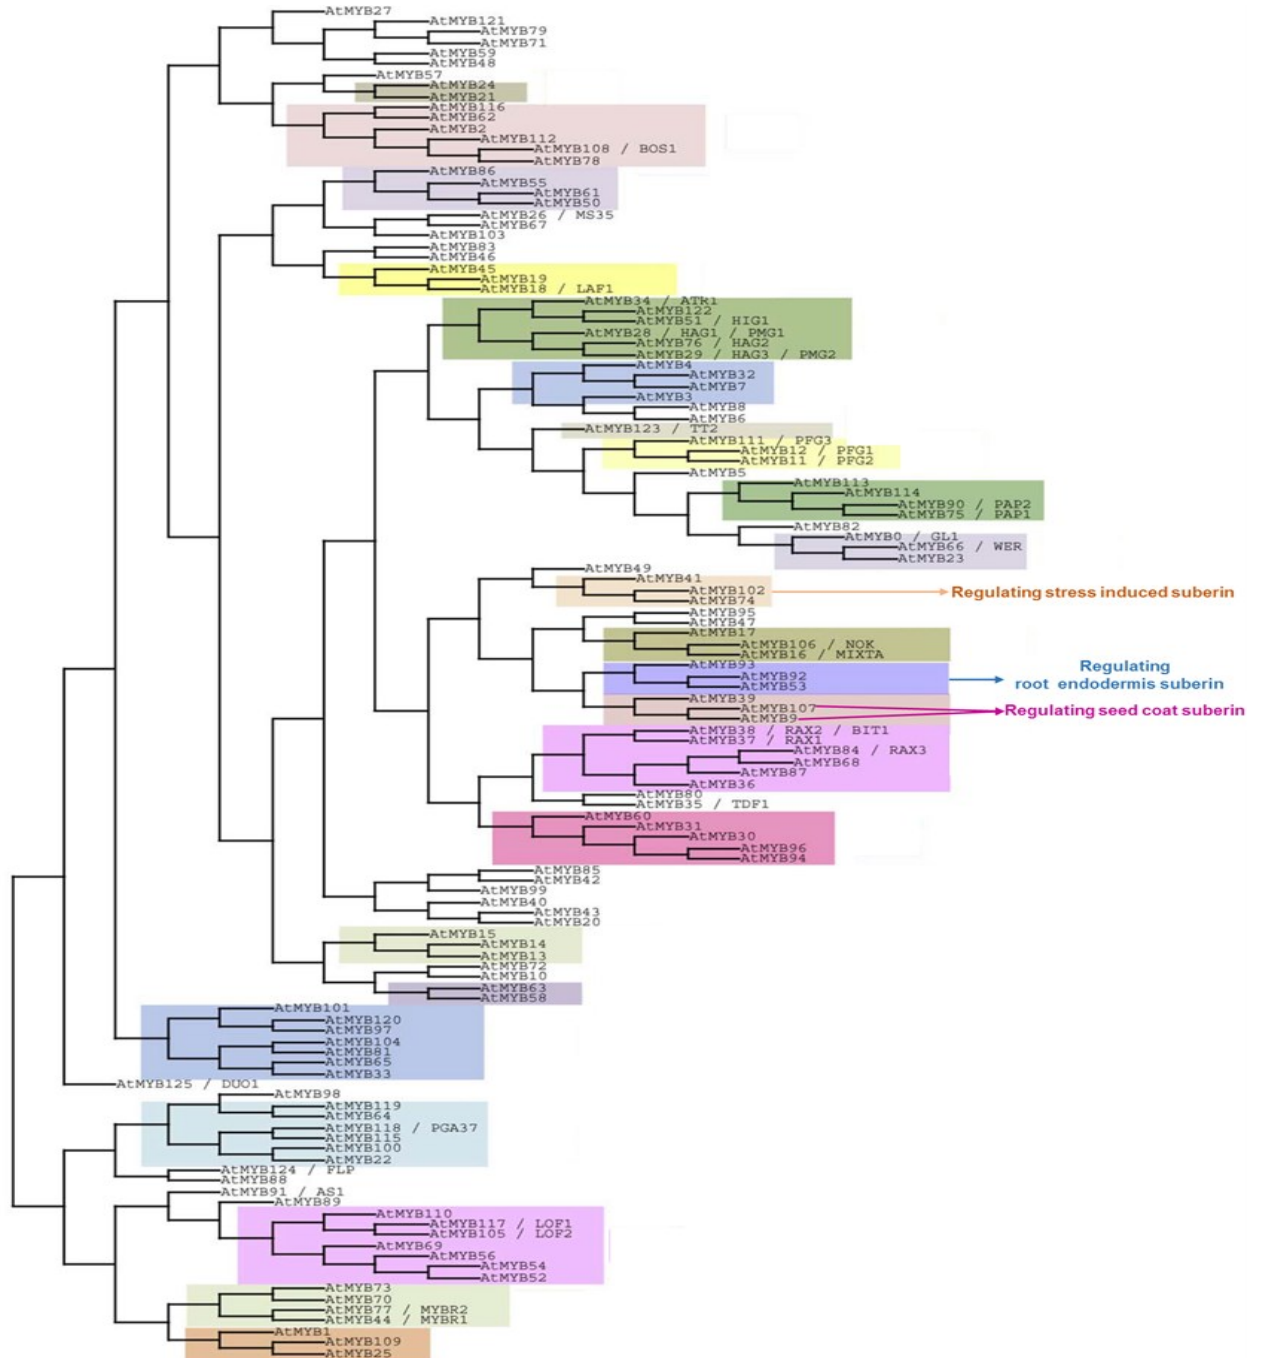 AtMYB27
AtMYB121
AtMYB79
AtMYB71
AtMYB59
AtMYB48
AtMYB57
AtMYB24
AtMYB21
AtMYB116
AtMYB62
AtMYB2
AtMYB112
AtMYB108 / BOS1
AtMYB78
AtMYB86
AtMYB55
AtMYB61
AtMYB50
AtMYB26 / MS35
AtMYB67
AtMYB103
AtMYB83
AtMYB46
AtMYB45
AtMYB19
AtMYB18 / LAF1
AtMYB34 / ATR1
AtMYB122
AtMYB51 / HIG1
AtMYB28 / HAG1 / PMG1
AtMYB76 / HAG2
AtMYB29 / HAG3 / PMG2
AtMYB4
AtMYB32
AtMYB7
AtMYB3
AtMYB8
AtMYB6
AtMYB123 / TT2
AtMYB111 / PFG3
AtMYB12 / PFG1
AtMYB11 / PFG2
AtMYB5
AtMYB113
AtMYB114
AtMYB90 / PAP2
AtMYB75 / PAP1
AtMYB82
AtMYB0 / GL1
AtMYB66 / WER
AtMYB23
AtMYB49
AtMYB41
AtMYB102
Regulating stress induced suberin
AtMYB74
AtMYB95
AtMYB47
AtMYB17
AtMYB106 / NOK
AtMYB16 / MIXTA
AtMYB93
AtMYB92
AtMYB53
Regulating
root endodermis suberin
AtMYB39
AtMYB107
AtMYB9
Regulating seed coat suberin
AtMYB38 / RAX2 / BIT1
AtMYB37 / RAX1
AtMYB84 / RAX3
AtMYB68
AtMYB87
AtMYB36
AtMYB80
AtMYB35 / TDF1
AtMYB60
AtMYB31
AtMYB30
AtMYB96
AtMYB94
AtMYB85
AtMYB42
AtMYB99
AtMYB40
AtMYB43
AtMYB20
AtMYB15
AtMYB14
AtMYB13
AtMYB72
AtMYB10
AtMYB63
AtMYB58
AtMYB101
AtMYB120
AtMYB97
AtMYB104
AtMYB81
AtMYB65
AtMYB33
AtMYB125 / DUO1
AtMYB98
AtMYB119
AtMYB64
AtMYB118 / PGA37
AtMYB115
AtMYB100
AtMYB22
AtMYB124 / FLP
AtMYB88
AtMYB91 / AS1
AtMYB89
AtMYB110
AtMYB117 / LOF1
AtMYB105 / LOF2
AtMYB69
AtMYB56
AtMYB54
AtMYB52
AtMYB73
AtMYB70
AtMYB77 / MYBR2
AtMYB44 / MYBR1
AtMYB1
AtMYB109
AtMYB25